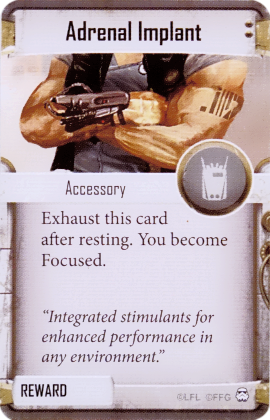 Adrenal Implant
Accessory
Exhaust this card
after resting. You become
Focused.
“Integrated stimulants for
enhanced performance in
any environment.”
REWARD
©LFL ©FFG